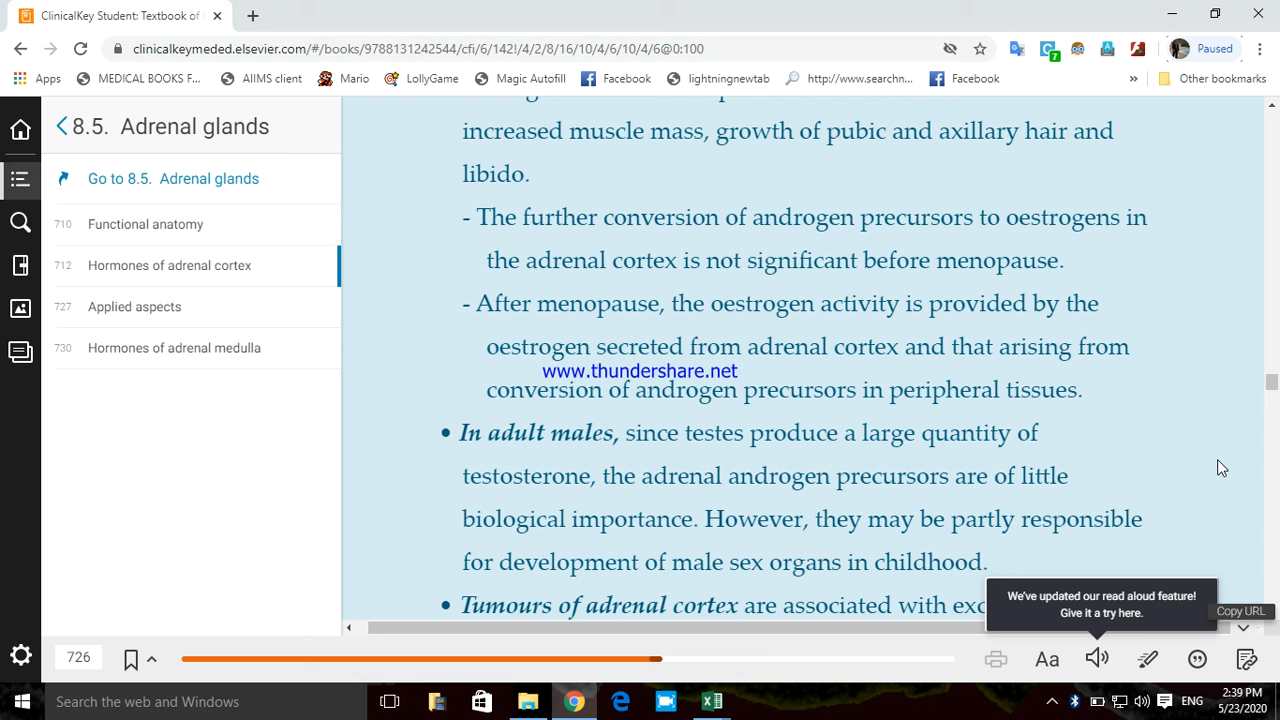 ClinicalKey Student: Textbook of
clinicalkeymeded.elsevier.com/#/books/9788131242544/cfi/6/142!/4/2/8/16/10/4/6/10/4/6@0:100
7
Paused
Apps
MEDICAL BOOKS F...
AIIMS client
Mario
LollyGame
Magic Autofill
Facebook
lightningnewtab
http://www.searchn...
Facebook
»
Other bookmarks
8.5. Adrenal glands
Go to 8.5. Adrenal glands
710 Functional anatomy
712 Hormones of adrenal cortex
727 Applied aspects
730 Hormones of adrenal medulla
increased muscle mass, growth of pubic and axillary hair and
libido.
- The further conversion of androgen precursors to oestrogens in
the adrenal cortex is not significant before menopause.
- After menopause, the oestrogen activity is provided by the
oestrogen secreted from adrenal cortex and that arising from
www.thundershare.net
conversion of androgen precursors in peripheral tissues.
• In adult males, since testes produce a large quantity of
testosterone, the adrenal androgen precursors are of little
biological importance. However, they may be partly responsible
for development of male sex organs in childhood.
• Tumours of adrenal cortex are associated with exc
We've updated our read aloud feature!
Give it a try here.
Copy URL
726
Aa
Search the web and Windows
ENG
2:39 PM
5/23/2020